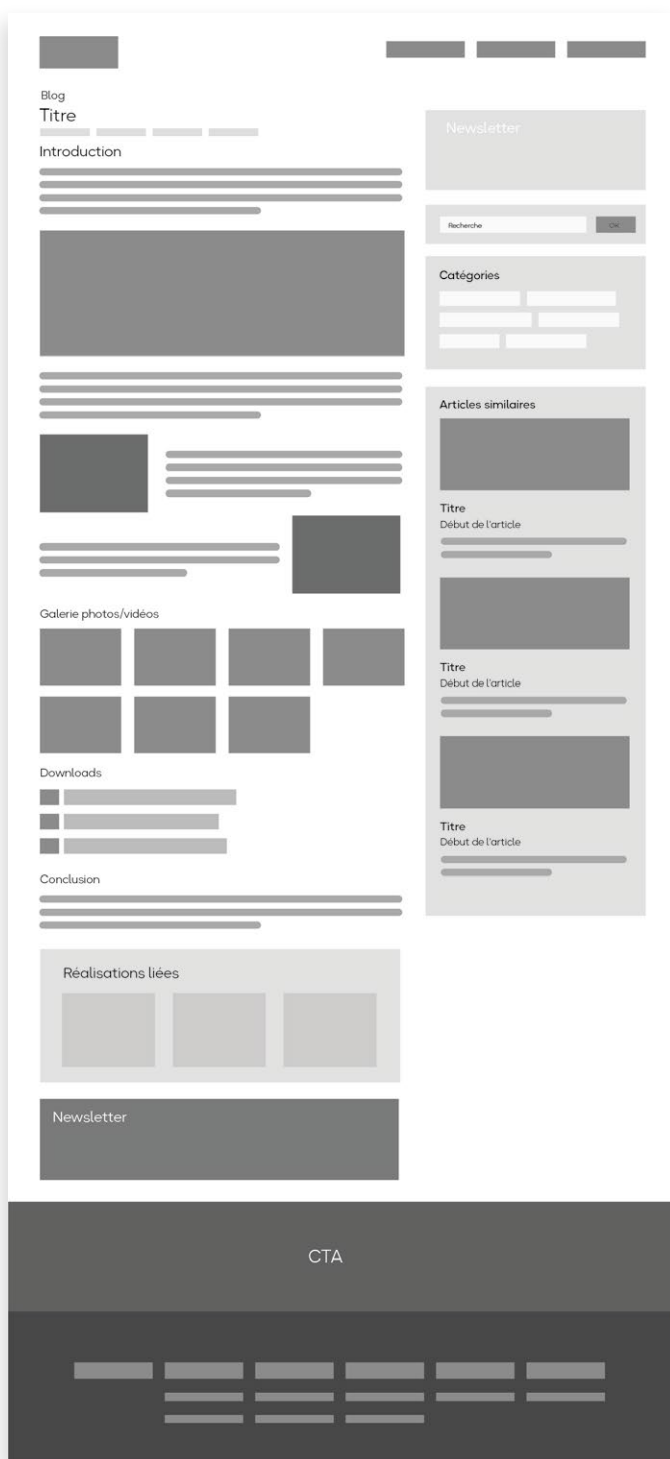 Blog
Titre
Introduction
Galerie photos/vidéos
Downloads
Conclusion
Réalisations liées
Newsletter
Newsletter
Recherche
OK
Catégories
Articles similaires
Titre
Début de l'article
Titre
Début de l'article
Titre
Début de l'article
CTA